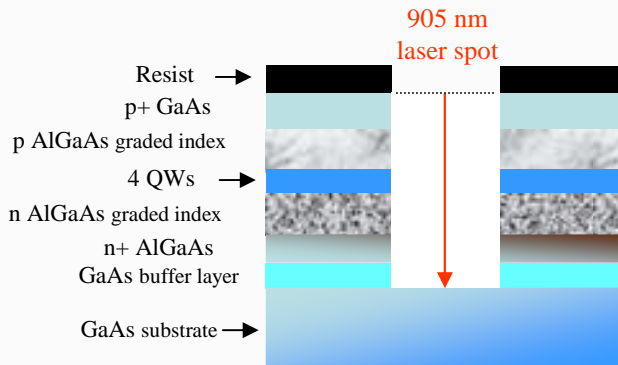 905 nm
laser spot
Resist
p+ GaAs
p AlGaAs graded index
4 QWs
n AlGaAs graded index
n+ AlGaAs
GaAs buffer layer
GaAs substrate